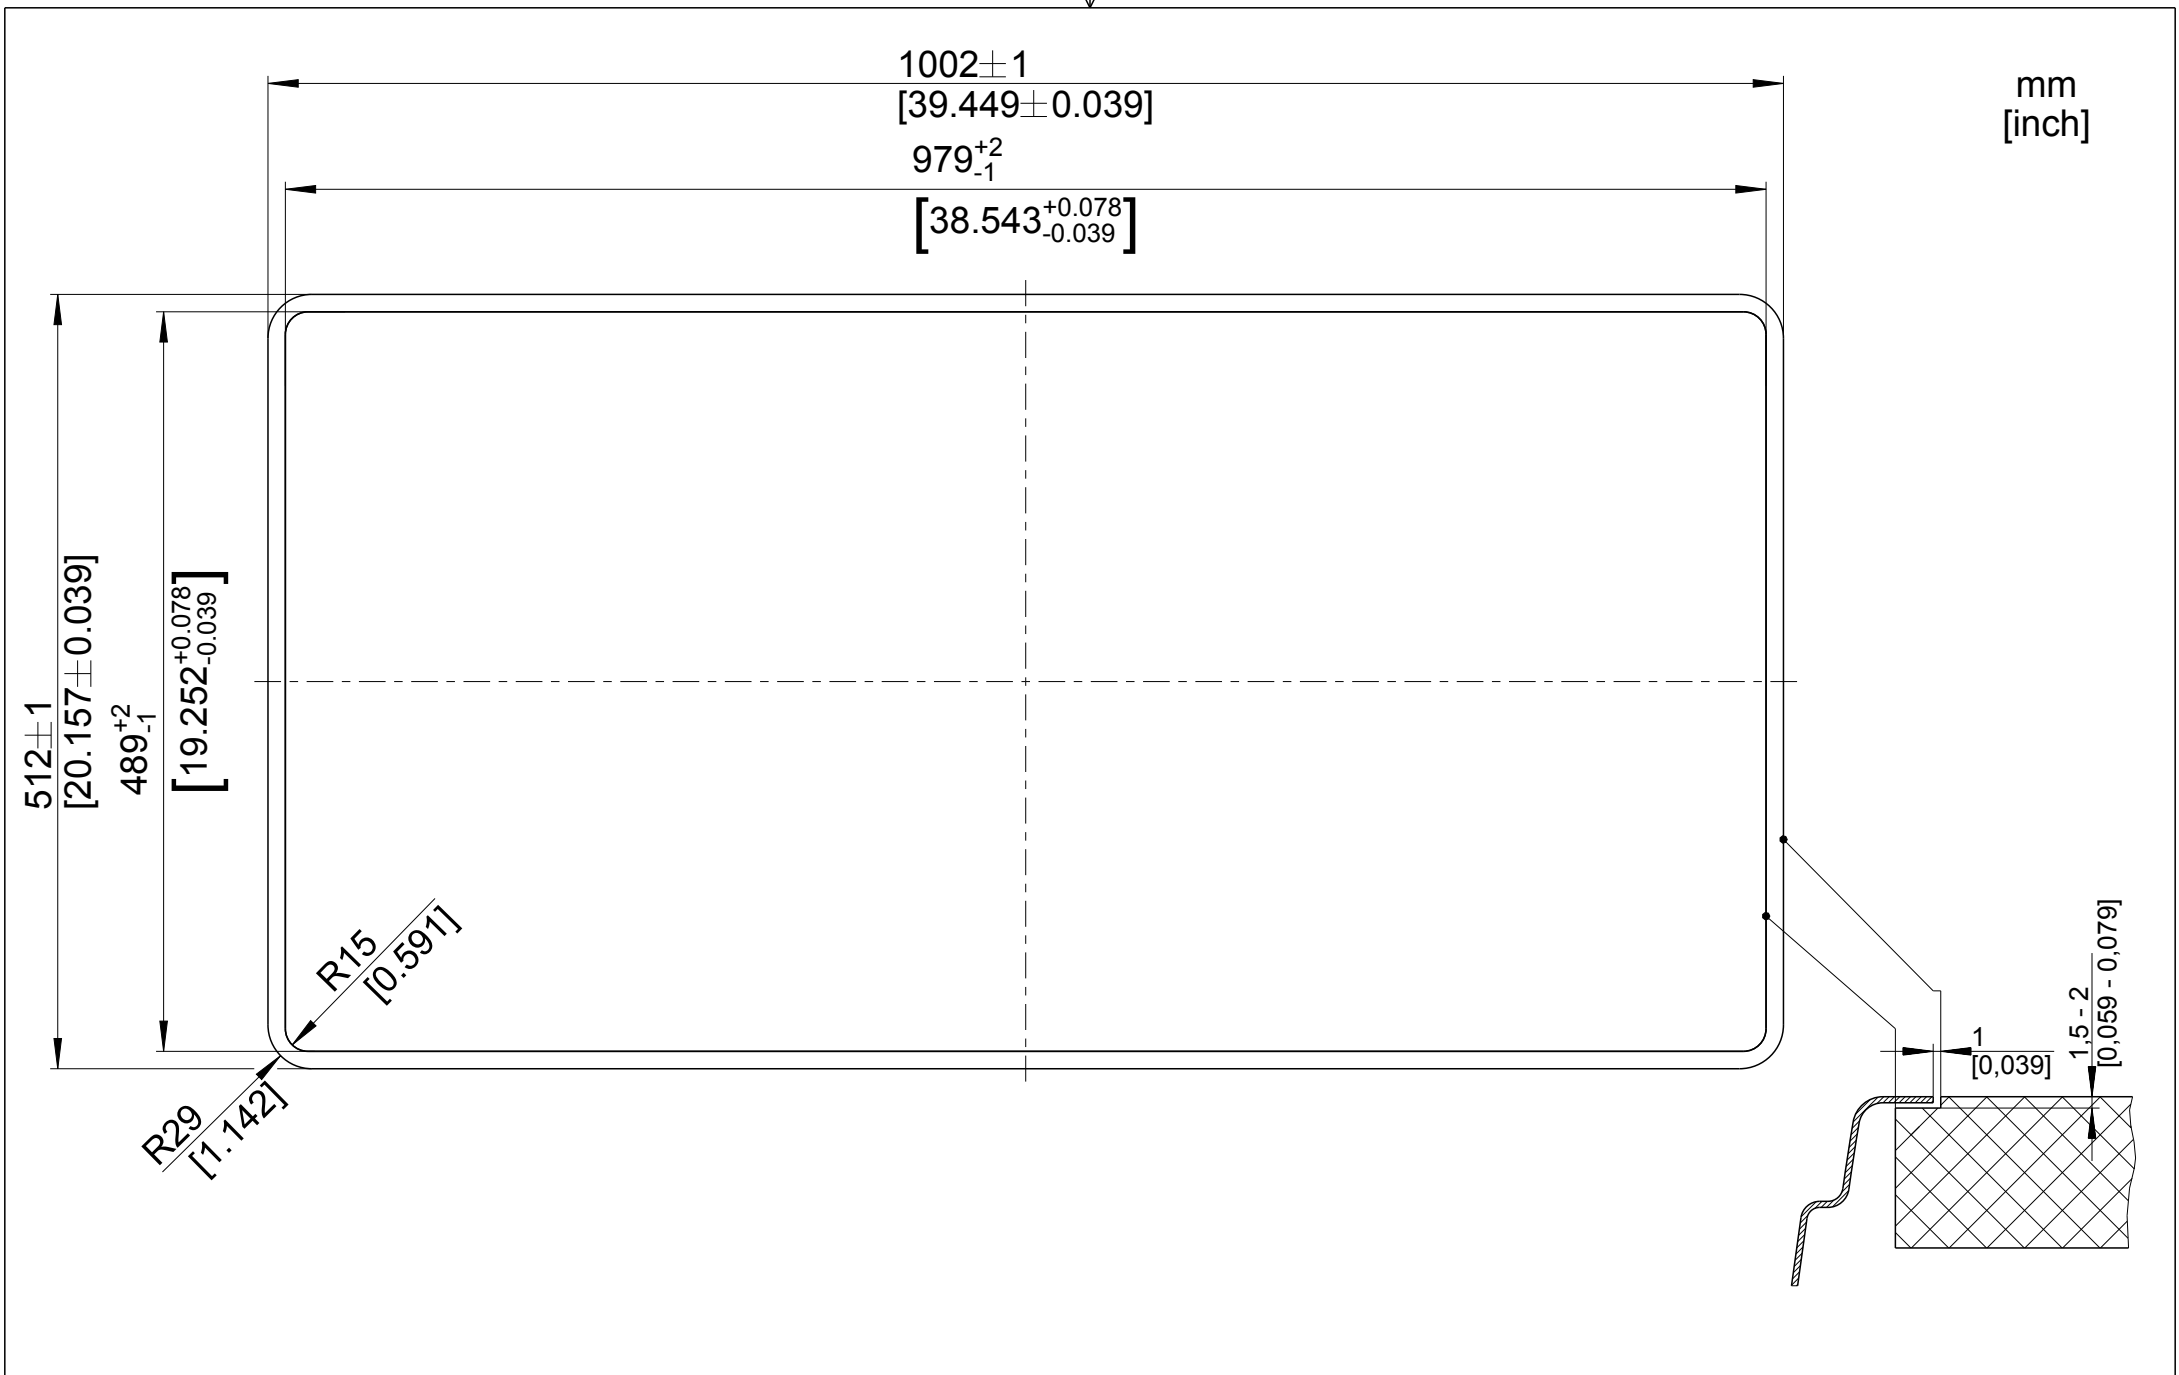 1002±1
[39.449±0.039]
mm
[inch]
979+2-1
[38.543+0.078-0.039]
512±1
[20.157±0.039]
489+2-1
[19.252+0.078-0.039]
R15
[0.591]
R29
[1.142]
1
[0,039]
1,5 - 2
[0,059 - 0,079]